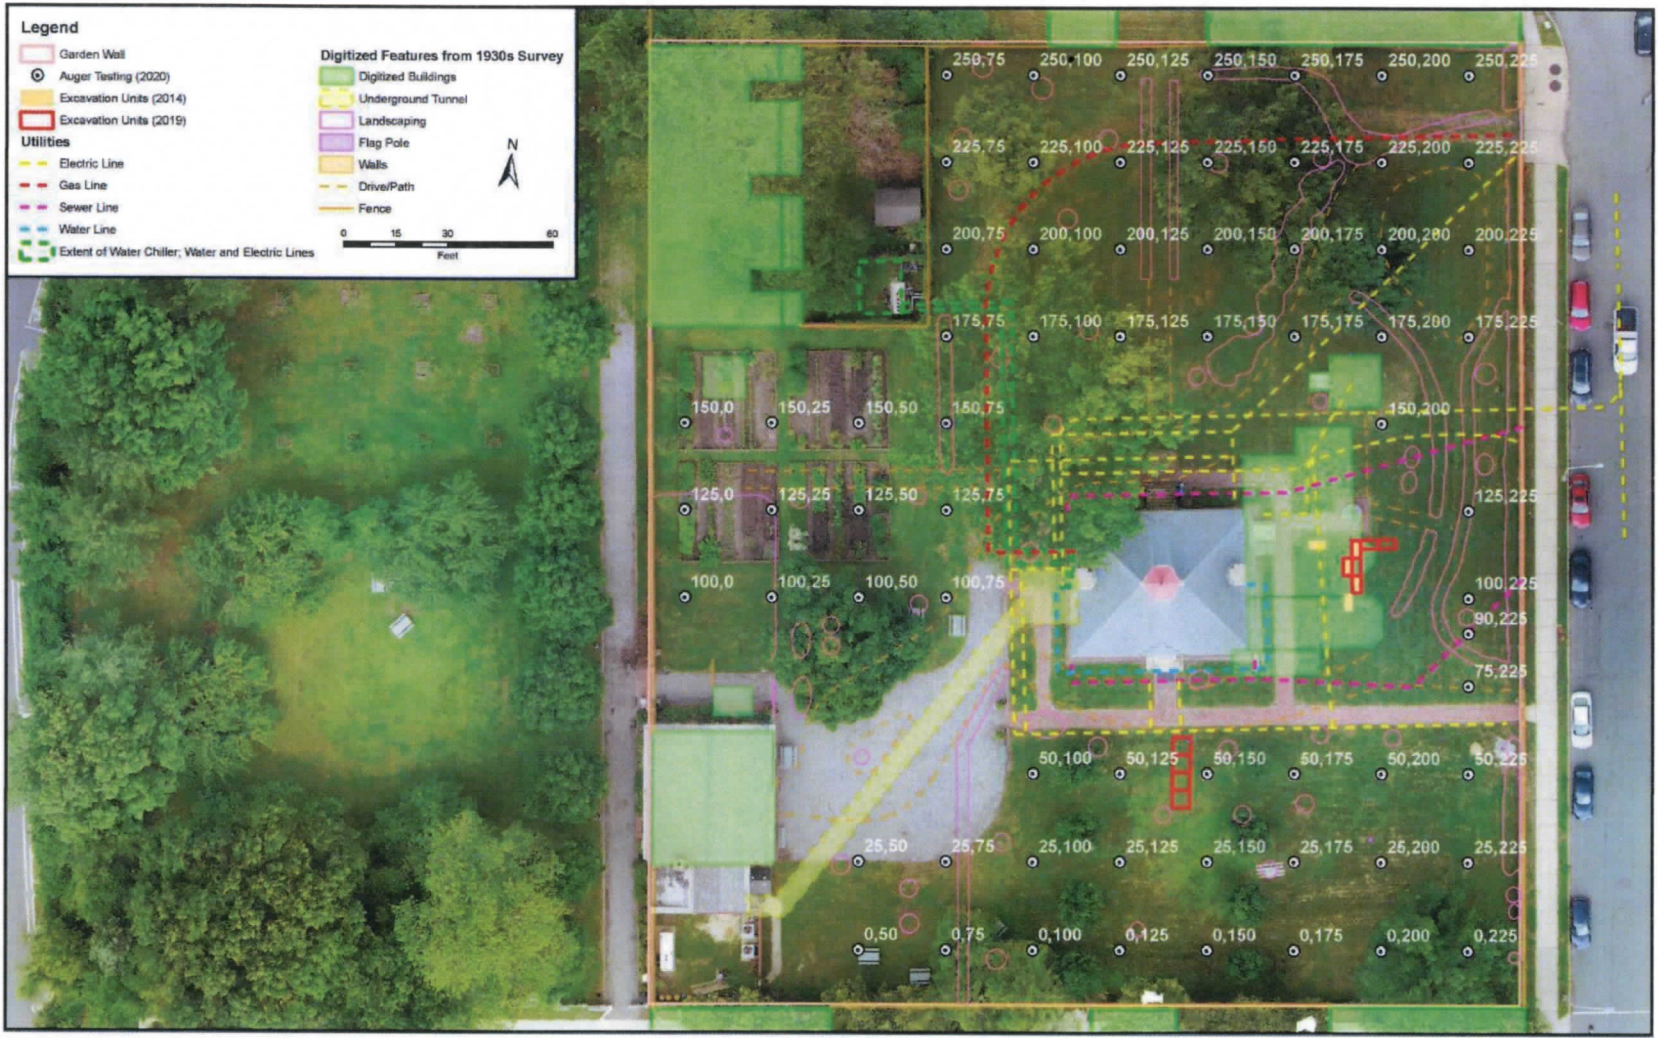 Legend
Garden Wall
Auger Testing (2020)
Excavation Units (2014)
Excavation Units (2019)
Utilities
Electric Line
Gas Line
Sewer Line
Water Line
Extent of Water Chiller; Water and Electric Lines
Digitized Features from 1930s Survey
Digitized Buildings
Underground Tunnel
Landscaping
Flag Pole
Walls
Drive/Path
Fence
N
0 15 30 60
Feet
250,75 250,100 250,125 250,150 250,175 250,200 250,225
225,75 225,100 225,125 225,150 225,175 225,200 225,225
200,75 200,100 200,125 200,150 200,175 200,200 200,225
175,75 175,100 175,125 175,150 175,175 175,200 175,225
150,0 150,25 150,50 150,75 150,200
125,0 125,25 125,50 125,75 125,225
100,0 100,25 100,50 100,75 100,225
90,225
75,225
50,100 50,125 50,150 50,175 50,200 50,225
25,50 25,75 25,100 25,125 25,150 25,175 25,200 25,225
0,50 0,75 0,100 0,125 0,150 0,175 0,200 0,225